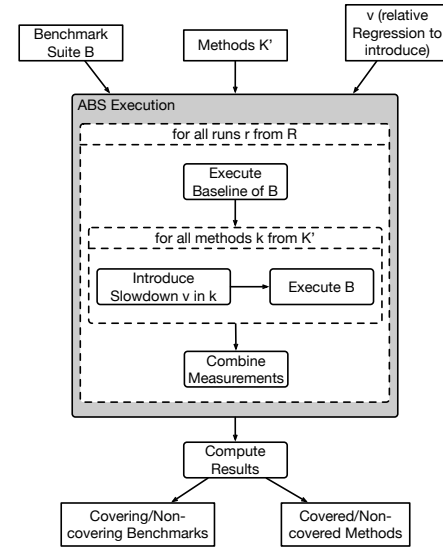 Benchmark
Suite B
Methods K'
v (relative
Regression to
introduce)
ABS Execution
for all runs r from R
Execute
Baseline of B
for all methods k from K'
Introduce
Slowdown v in k
Execute B
Combine
Measurements
Compute
Results
Covering/Non-
covering Benchmarks
Covered/Non-
covered Methods